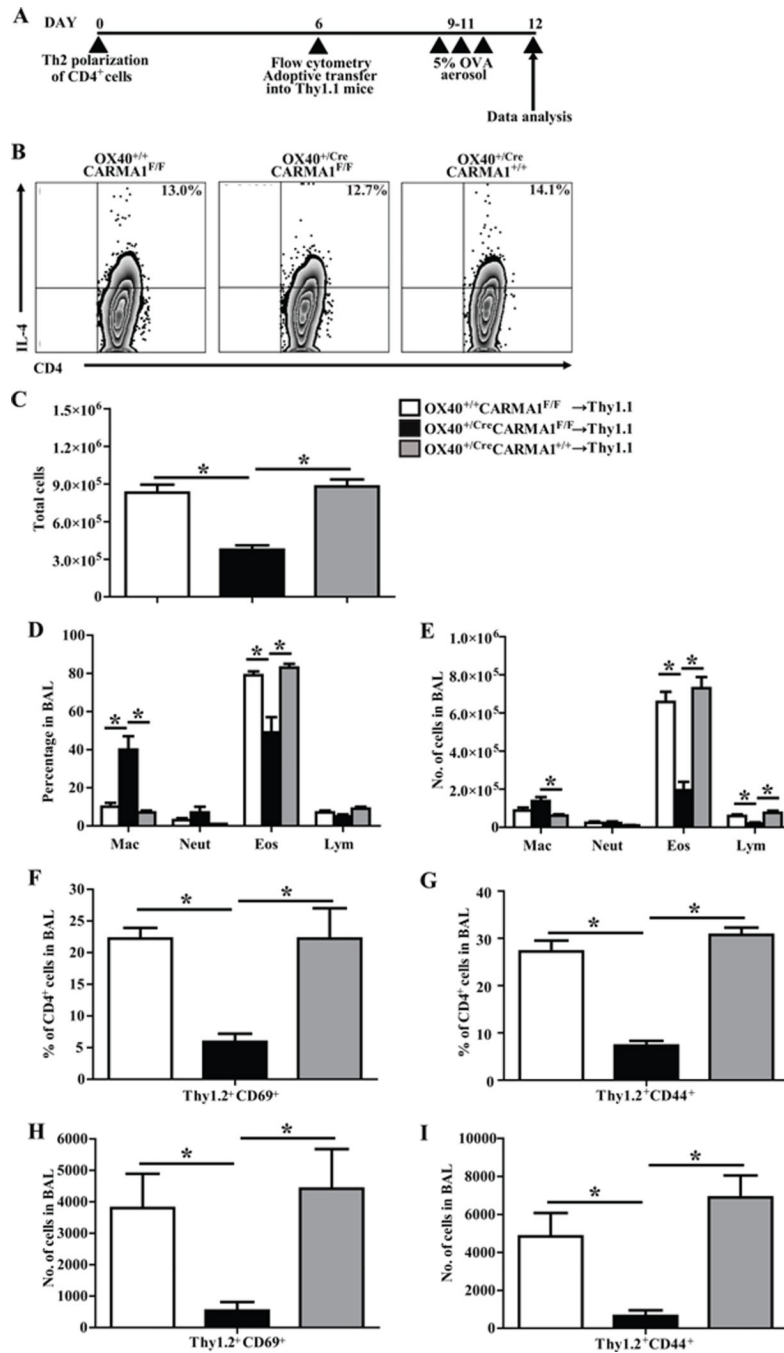 A
DAY 0 6 9-11 12
Th2 polarization
of CD4⁺cells
Flow cytometry
Adoptive transfer
into Thy1.1 mice
5% OVA
aerosol
Data analysis
B
OX40⁺/⁺
CARMA1ᶠ/ᶠ
OX40⁺/ᶜʳᵉ
CARMA1ᶠ/ᶠ
OX40⁺/ᶜʳᵉ
CARMA1⁺/⁺
13.0% 12.7% 14.1%
IL-4
CD4
C
Total cells
1.5×10⁶
1.2×10⁶
9.0×10⁵
6.0×10⁵
3.0×10⁵
0
* *
OX40⁺/⁺CARMA1ᶠ/ᶠ →Thy1.1
OX40⁺/ᶜʳᵉCARMA1ᶠ/ᶠ→Thy1.1
OX40⁺/ᶜʳᵉCARMA1⁺/⁺→Thy1.1
D
Percentage in BAL
100
80
60
40
20
0
* * * *
Mac Neut Eos Lym
E
No. of cells in BAL
1.0×10⁶
8.0×10⁵
6.0×10⁵
4.0×10⁵
2.0×10⁵
0
* * * * *
Mac Neut Eos Lym
F
% of CD4⁺ cells in BAL
30
25
20
15
10
5
0
* *
Thy1.2⁺CD69⁺
G
% of CD4⁺ cells in BAL
40
30
20
10
0
* *
Thy1.2⁺CD44⁺
H
No. of cells in BAL
6000
5000
4000
3000
2000
1000
0
* *
Thy1.2⁺CD69⁺
I
No. of cells in BAL
10000
8000
6000
4000
2000
0
* *
Thy1.2⁺CD44⁺